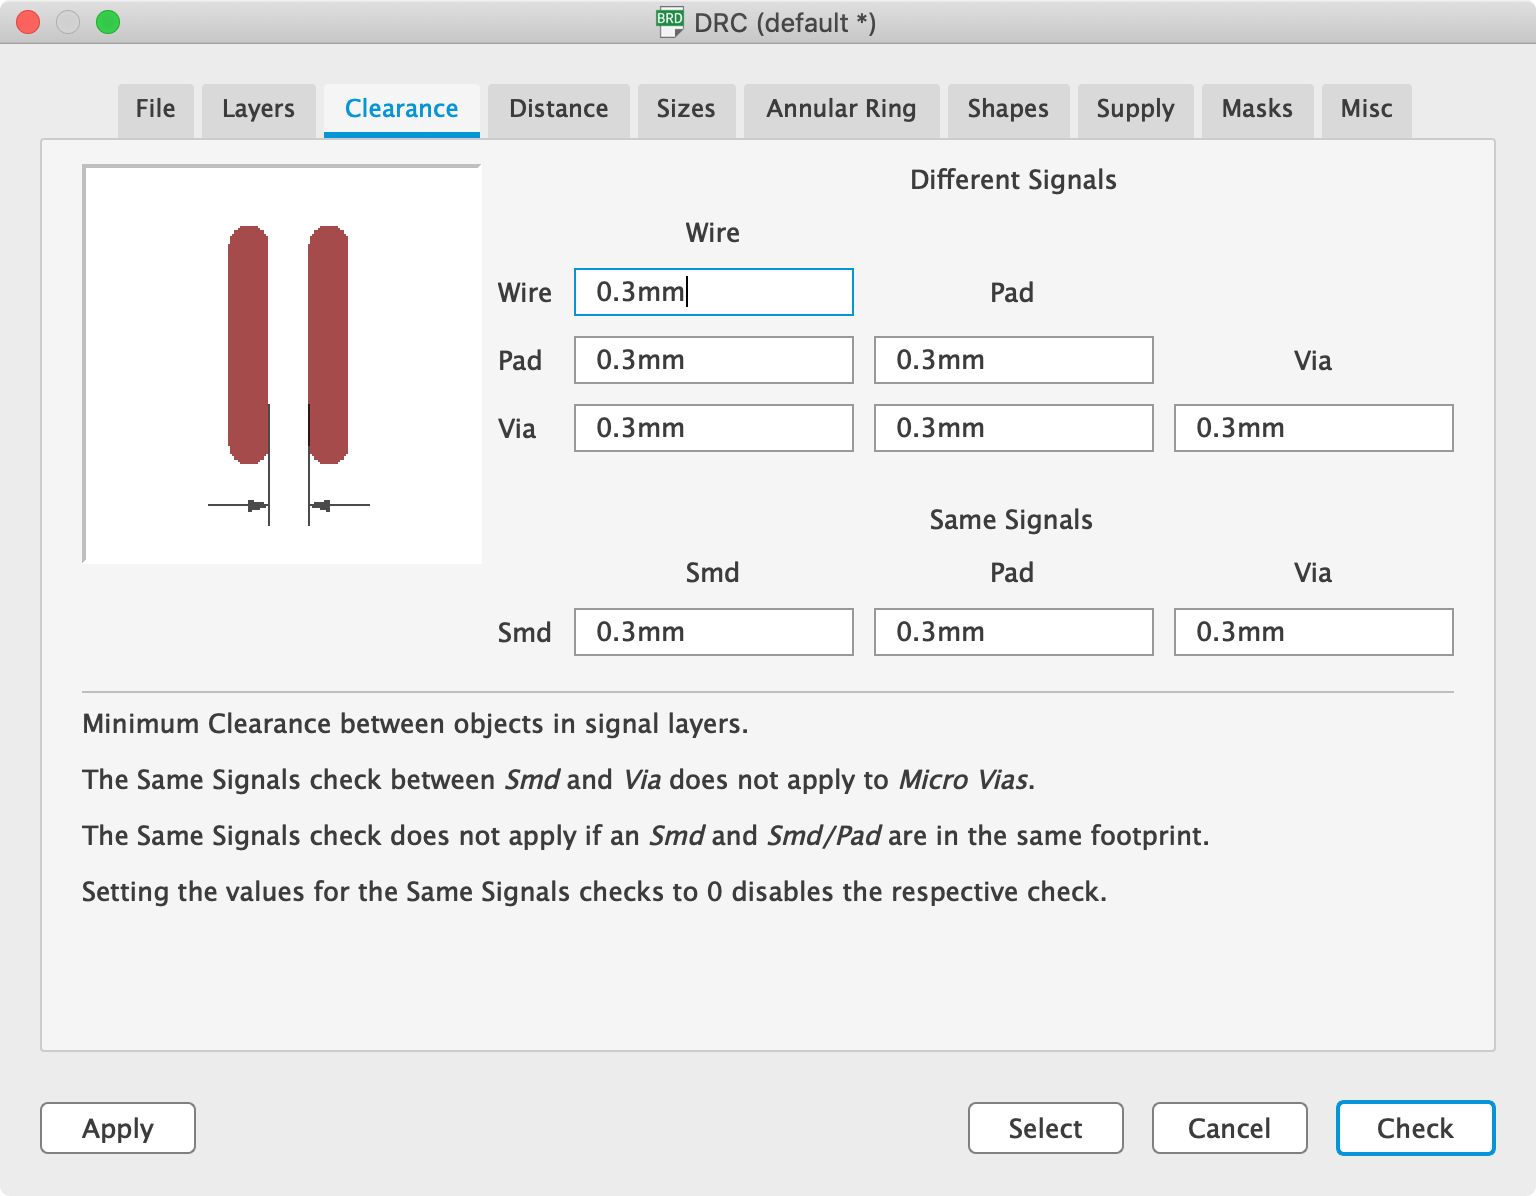 BRD DRC (default *)
File Layers Clearance Distance Sizes Annular Ring Shapes Supply Masks Misc
Different Signals
Wire
Wire 0.3mm Pad
Pad 0.3mm 0.3mm Via
Via 0.3mm 0.3mm 0.3mm
Same Signals
Smd Pad Via
Smd 0.3mm 0.3mm 0.3mm
Minimum Clearance between objects in signal layers.
The Same Signals check between Smd and Via does not apply to Micro Vias.
The Same Signals check does not apply if an Smd and Smd/Pad are in the same footprint.
Setting the values for the Same Signals checks to 0 disables the respective check.
Apply Select Cancel Check